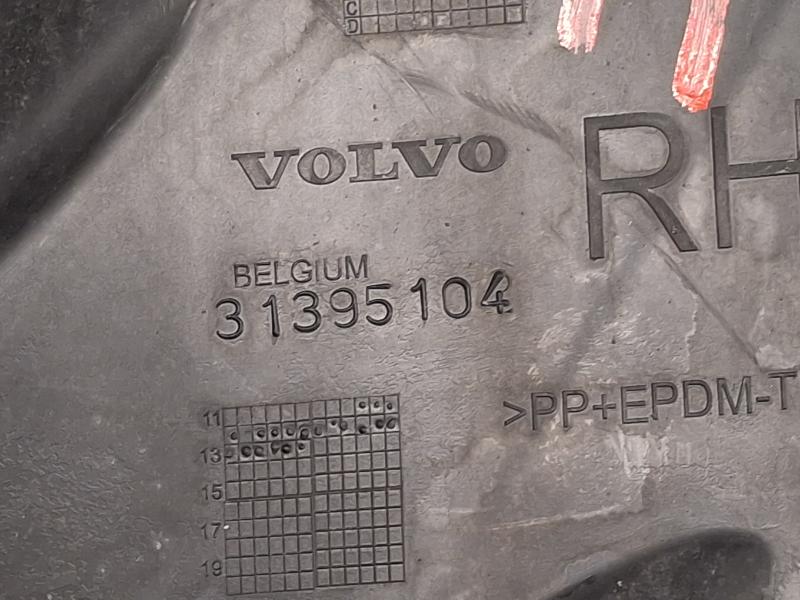 C
D
VOLVO
RH
BELGIUM
31395104
>PP+EPDM-T
11
13
15
17
19